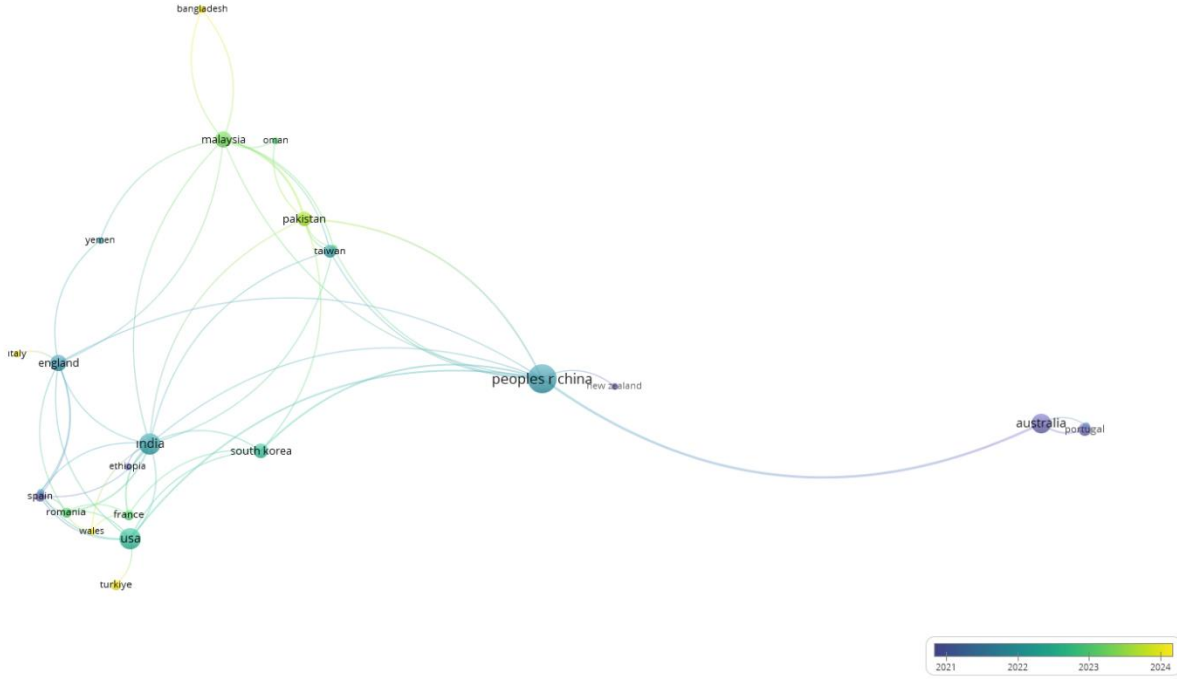 bangladesh
malaysia
oman
pakistan
yemen
taiwan
italy
england
peoples r china
new zealand
australia
portugal
india
south korea
ethiopia
spain
romania
france
wales
usa
turkiye
2021 2022 2023 2024